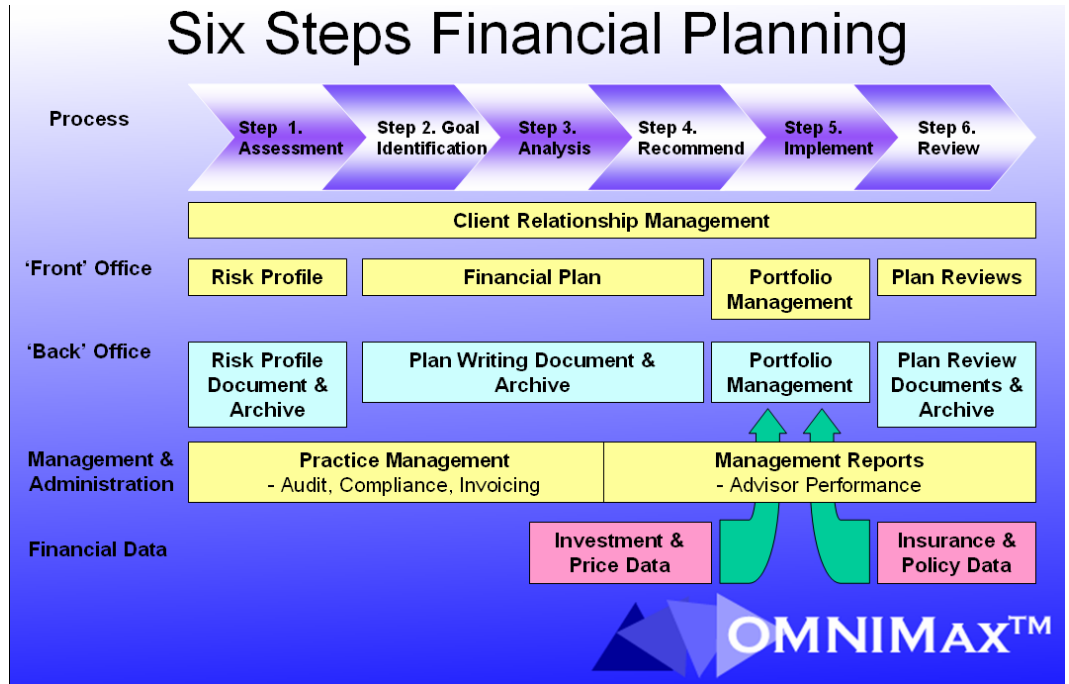 Six Steps Financial Planning
Process
Step 1.
Assessment
Step 2. Goal
Identification
Step 3.
Analysis
Step 4.
Recommend
Step 5.
Implement
Step 6.
Review
Client Relationship Management
‘Front’ Office
Risk Profile
Financial Plan
Portfolio
Management
Plan Reviews
‘Back’ Office
Risk Profile
Document &
Archive
Plan Writing Document &
Archive
Portfolio
Management
Plan Review
Documents &
Archive
Management &
Administration
Practice Management
- Audit, Compliance, Invoicing
Management Reports
- Advisor Performance
Financial Data
Investment &
Price Data
Insurance &
Policy Data
OMNIMAX™